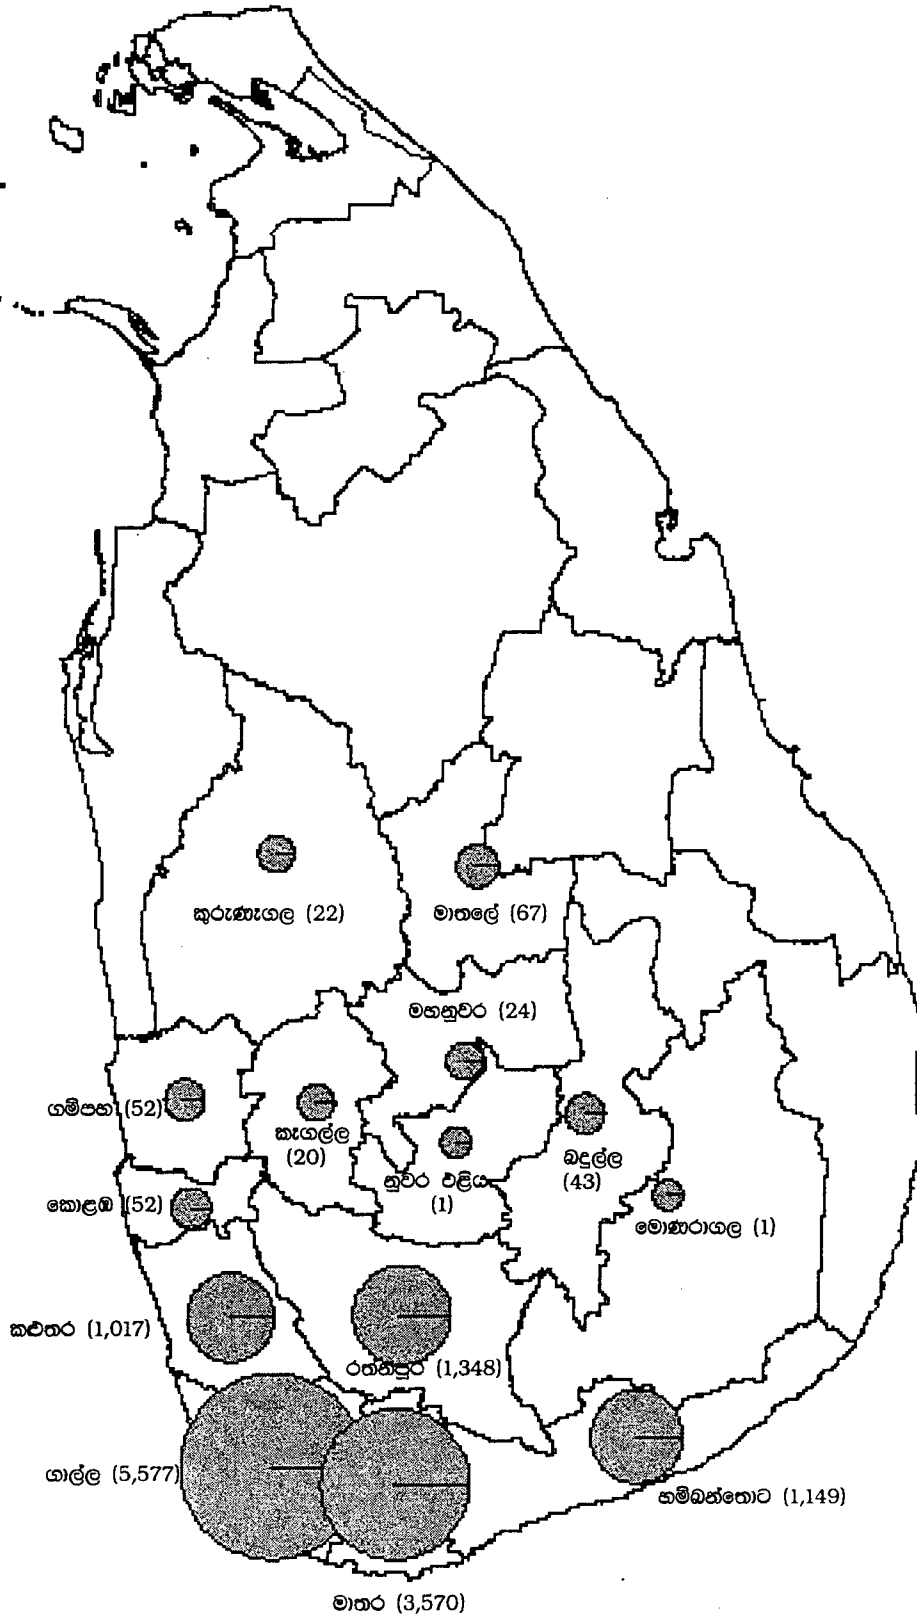 කුරුණෑගල (22)
මාතලේ (67)
මහනුවර (24)
ගම්පහ (52)
කෑගල්ල
(20)
නුවර එළිය
(1)
බදුල්ල
(43)
කොළඹ (52)
මොණරාගල (1)
කළුතර (1,017)
රත්නපුර (1,348)
ගාල්ල (5,577)
හම්බන්තොට (1,149)
මාතර (3,570)